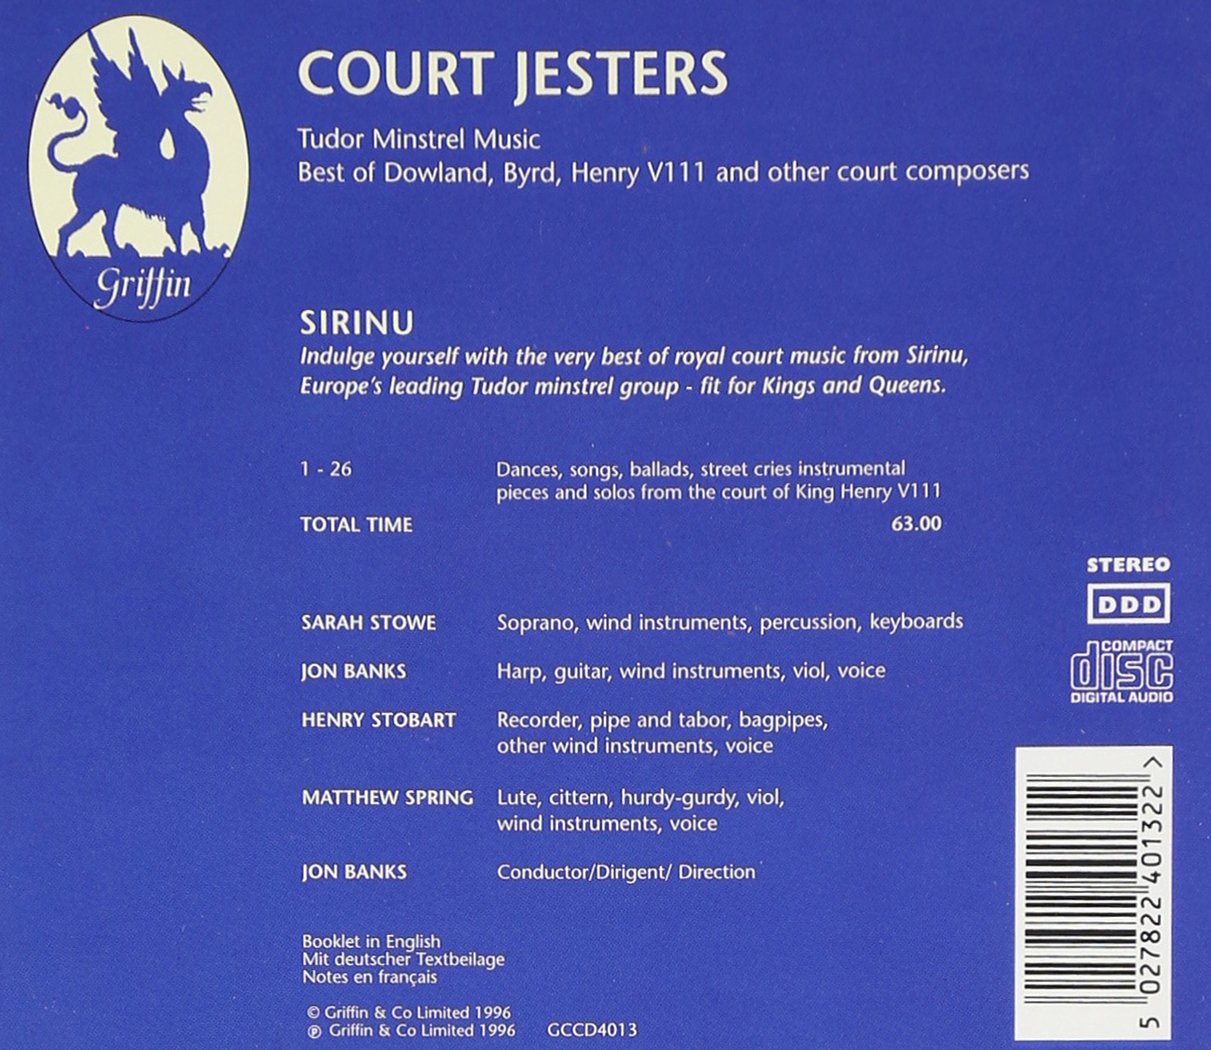 COURT JESTERS
Tudor Minstrel Music
Best of Dowland, Byrd, Henry V111 and other court composers
Griffin
SIRINU
Indulge yourself with the very best of royal court music from Sirinu,
Europe's leading Tudor minstrel group - fit for Kings and Queens.
1 - 26 Dances, songs, ballads, street cries instrumental
pieces and solos from the court of King Henry V111
TOTAL TIME 63.00
STEREO
DDD
COMPACT
disc
DIGITAL AUDIO
SARAH STOWE Soprano, wind instruments, percussion, keyboards
JON BANKS Harp, guitar, wind instruments, viol, voice
HENRY STOBART Recorder, pipe and tabor, bagpipes,
other wind instruments, voice
MATTHEW SPRING Lute, cittern, hurdy-gurdy, viol,
wind instruments, voice
JON BANKS Conductor/Dirigent/ Direction
Booklet in English
Mit deutscher Textbeilage
Notes en français
© Griffin & Co Limited 1996
℗ Griffin & Co Limited 1996 GCCD4013
5 027822 401322 >